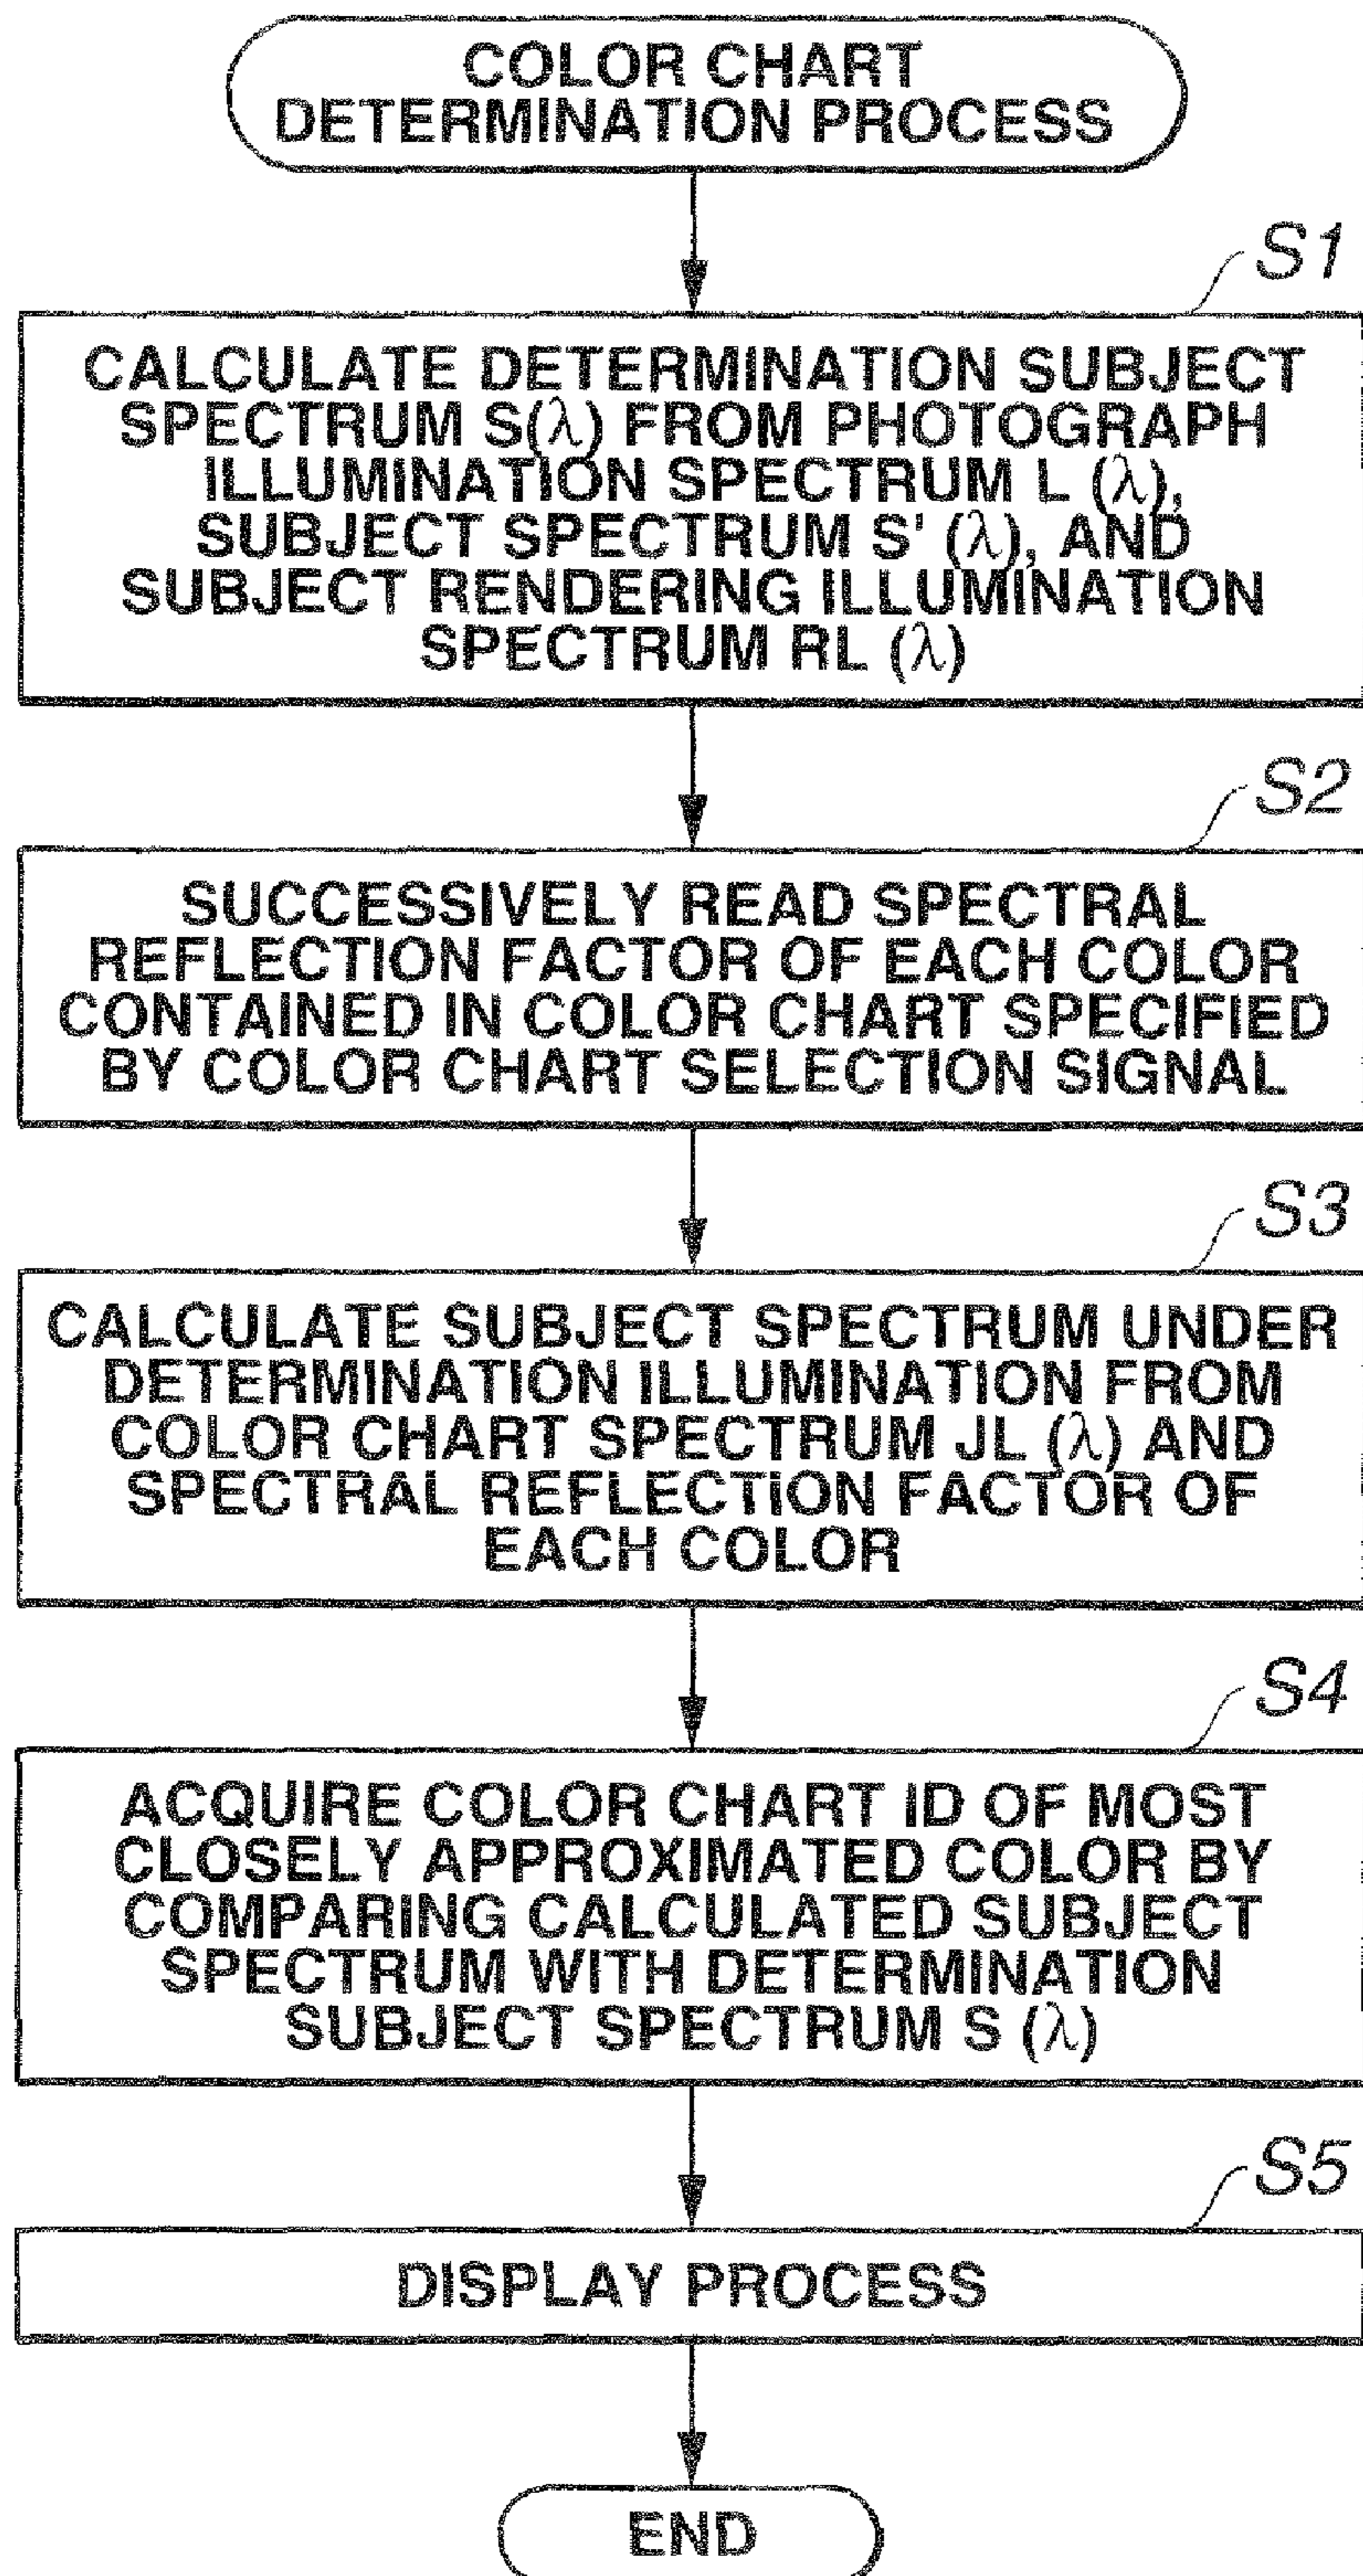 COLOR CHART
DETERMINATION PROCESS
S1
CALCULATE DETERMINATION SUBJECT
SPECTRUM S(λ) FROM PHOTOGRAPH
ILLUMINATION SPECTRUM L (λ),
SUBJECT SPECTRUM S' (λ), AND
SUBJECT RENDERING ILLUMINATION
SPECTRUM RL (λ)
S2
SUCCESSIVELY READ SPECTRAL
REFLECTION FACTOR OF EACH COLOR
CONTAINED IN COLOR CHART SPECIFIED
BY COLOR CHART SELECTION SIGNAL
S3
CALCULATE SUBJECT SPECTRUM UNDER
DETERMINATION ILLUMINATION FROM
COLOR CHART SPECTRUM JL (λ) AND
SPECTRAL REFLECTION FACTOR OF
EACH COLOR
S4
ACQUIRE COLOR CHART ID OF MOST
CLOSELY APPROXIMATED COLOR BY
COMPARING CALCULATED SUBJECT
SPECTRUM WITH DETERMINATION
SUBJECT SPECTRUM S (λ)
S5
DISPLAY PROCESS
END